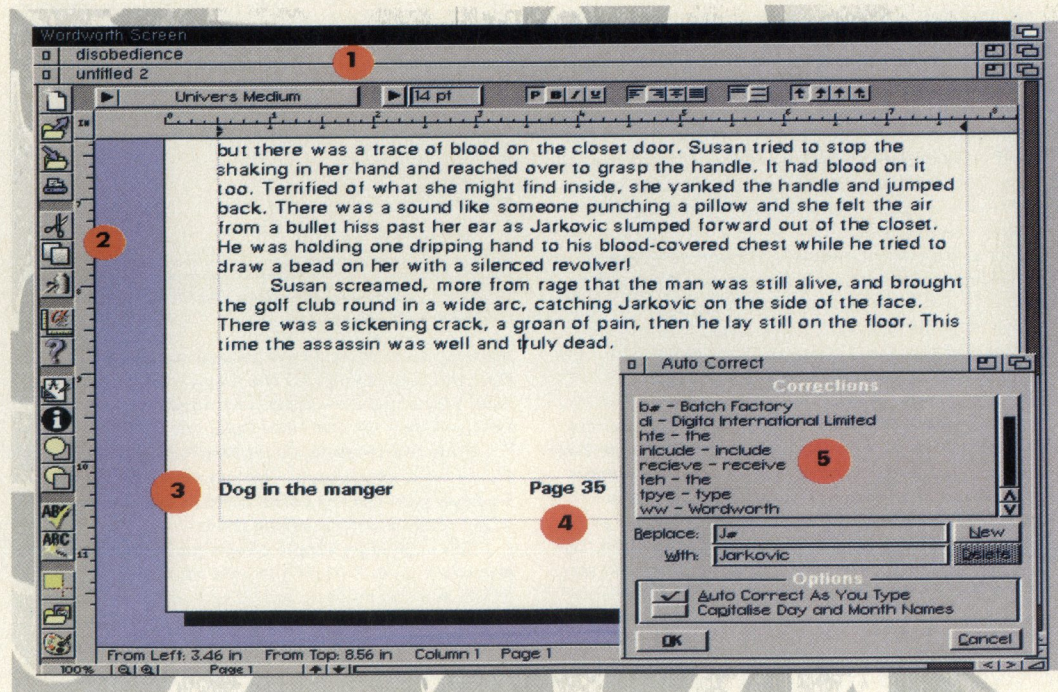 Wordworth Screen
disobedience
untitled 2
1
Univers Medium
14 pt
P B I U
but there was a trace of blood on the closet door. Susan tried to stop the
shaking in her hand and reached over to grasp the handle. It had blood on it
too. Terrified of what she might find inside, she yanked the handle and jumped
back. There was a sound like someone punching a pillow and she felt the air
from a bullet hiss past her ear as Jarkovic slumped forward out of the closet.
He was holding one dripping hand to his blood-covered chest while he tried to
draw a bead on her with a silenced revolver!
Susan screamed, more from rage that the man was still alive, and brought
the golf club round in a wide arc, catching Jarkovic on the side of the face.
There was a sickening crack, a groan of pain, then he lay still on the floor. This
time the assassin was well and truly dead.
2
3
Dog in the manger
Page 35
4
Auto Correct
Corrections
b# - Batch Factory
di - Digita International Limited
hte - the
inlcude - include
recieve - receive
teh - the
tpye - type
ww - Wordworth
5
Replace: J#
New
With: Jarkovic
Delete
Options
Auto Correct As You Type
Capitalise Day and Month Names
OK
Cancel
From Left: 3.46 in From Top: 8.56 in Column 1 Page 1
100% Page 1